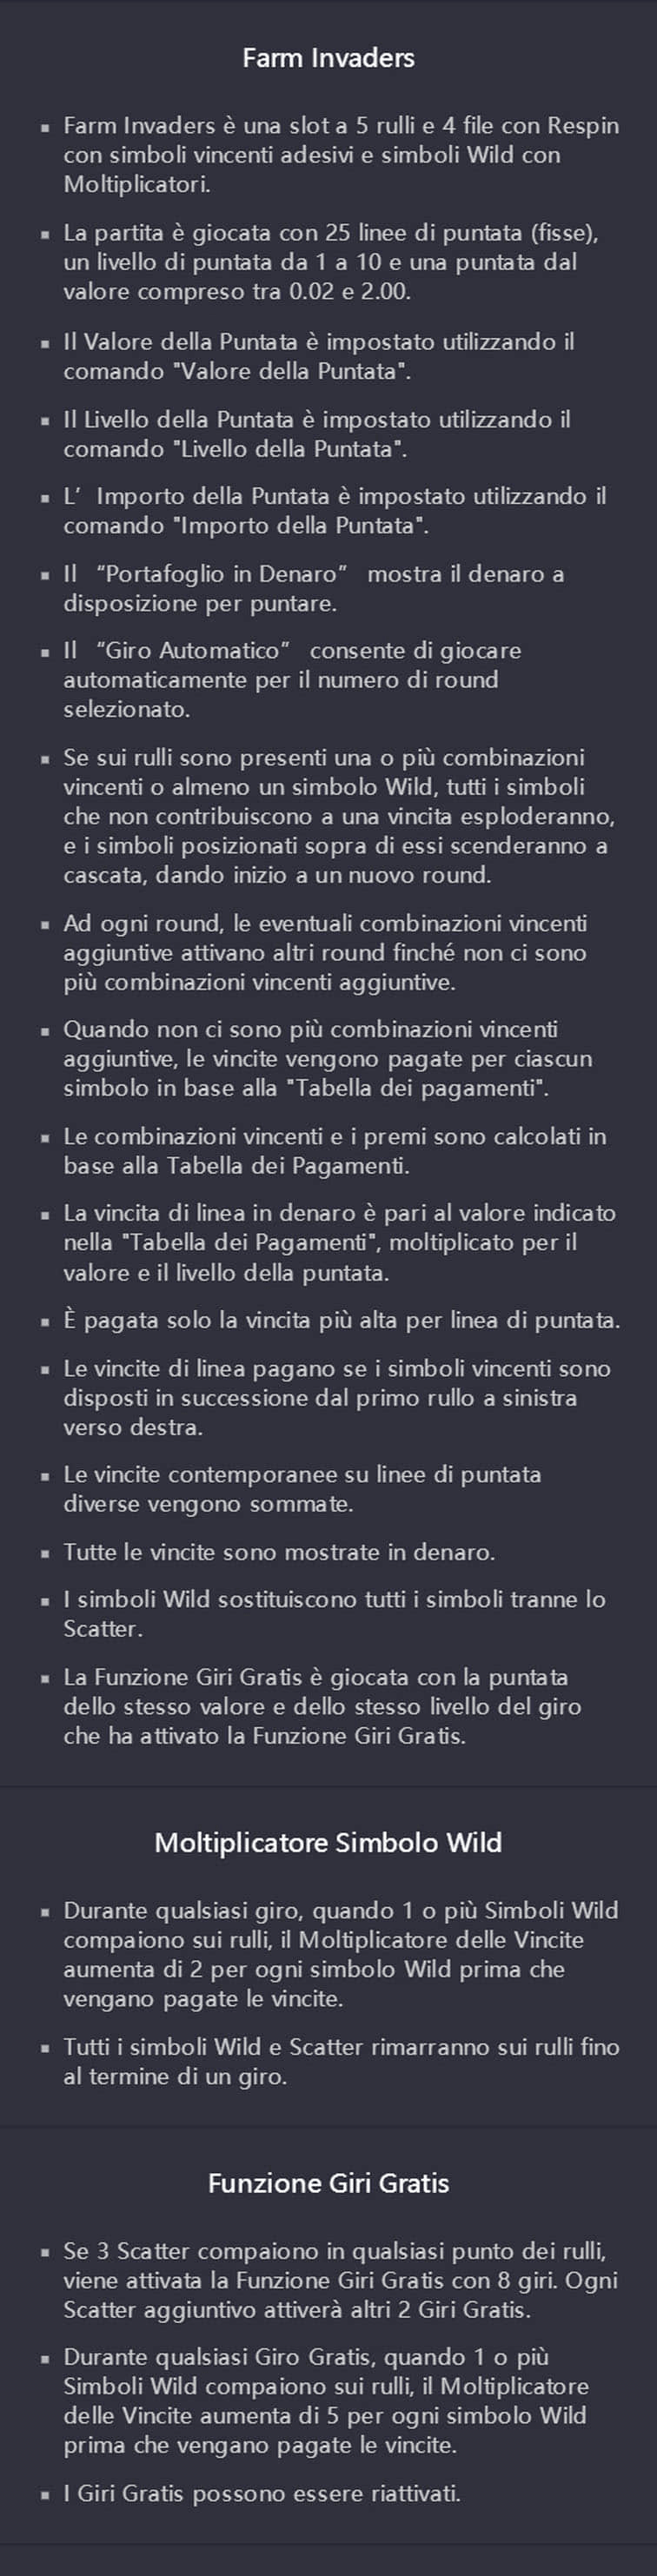 Farm Invaders
▪ Farm Invaders è una slot a 5 rulli e 4 file con Respin
con simboli vincenti adesivi e simboli Wild con
Moltiplicatori.
▪ La partita è giocata con 25 linee di puntata (fisse),
un livello di puntata da 1 a 10 e una puntata dal
valore compreso tra 0.02 e 2.00.
▪ Il Valore della Puntata è impostato utilizzando il
comando "Valore della Puntata".
▪ Il Livello della Puntata è impostato utilizzando il
comando "Livello della Puntata".
▪ L’ Importo della Puntata è impostato utilizzando il
comando "Importo della Puntata".
▪ Il “Portafoglio in Denaro” mostra il denaro a
disposizione per puntare.
▪ Il “Giro Automatico” consente di giocare
automaticamente per il numero di round
selezionato.
▪ Se sui rulli sono presenti una o più combinazioni
vincenti o almeno un simbolo Wild, tutti i simboli
che non contribuiscono a una vincita esploderanno,
e i simboli posizionati sopra di essi scenderanno a
cascata, dando inizio a un nuovo round.
▪ Ad ogni round, le eventuali combinazioni vincenti
aggiuntive attivano altri round finché non ci sono
più combinazioni vincenti aggiuntive.
▪ Quando non ci sono più combinazioni vincenti
aggiuntive, le vincite vengono pagate per ciascun
simbolo in base alla "Tabella dei pagamenti".
▪ Le combinazioni vincenti e i premi sono calcolati in
base alla Tabella dei Pagamenti.
▪ La vincita di linea in denaro è pari al valore indicato
nella "Tabella dei Pagamenti", moltiplicato per il
valore e il livello della puntata.
▪ È pagata solo la vincita più alta per linea di puntata.
▪ Le vincite di linea pagano se i simboli vincenti sono
disposti in successione dal primo rullo a sinistra
verso destra.
▪ Le vincite contemporanee su linee di puntata
diverse vengono sommate.
▪ Tutte le vincite sono mostrate in denaro.
▪ I simboli Wild sostituiscono tutti i simboli tranne lo
Scatter.
▪ La Funzione Giri Gratis è giocata con la puntata
dello stesso valore e dello stesso livello del giro
che ha attivato la Funzione Giri Gratis.
Moltiplicatore Simbolo Wild
▪ Durante qualsiasi giro, quando 1 o più Simboli Wild
compaiono sui rulli, il Moltiplicatore delle Vincite
aumenta di 2 per ogni simbolo Wild prima che
vengano pagate le vincite.
▪ Tutti i simboli Wild e Scatter rimarranno sui rulli fino
al termine di un giro.
Funzione Giri Gratis
▪ Se 3 Scatter compaiono in qualsiasi punto dei rulli,
viene attivata la Funzione Giri Gratis con 8 giri. Ogni
Scatter aggiuntivo attiverà altri 2 Giri Gratis.
▪ Durante qualsiasi Giro Gratis, quando 1 o più
Simboli Wild compaiono sui rulli, il Moltiplicatore
delle Vincite aumenta di 5 per ogni simbolo Wild
prima che vengano pagate le vincite.
▪ I Giri Gratis possono essere riattivati.